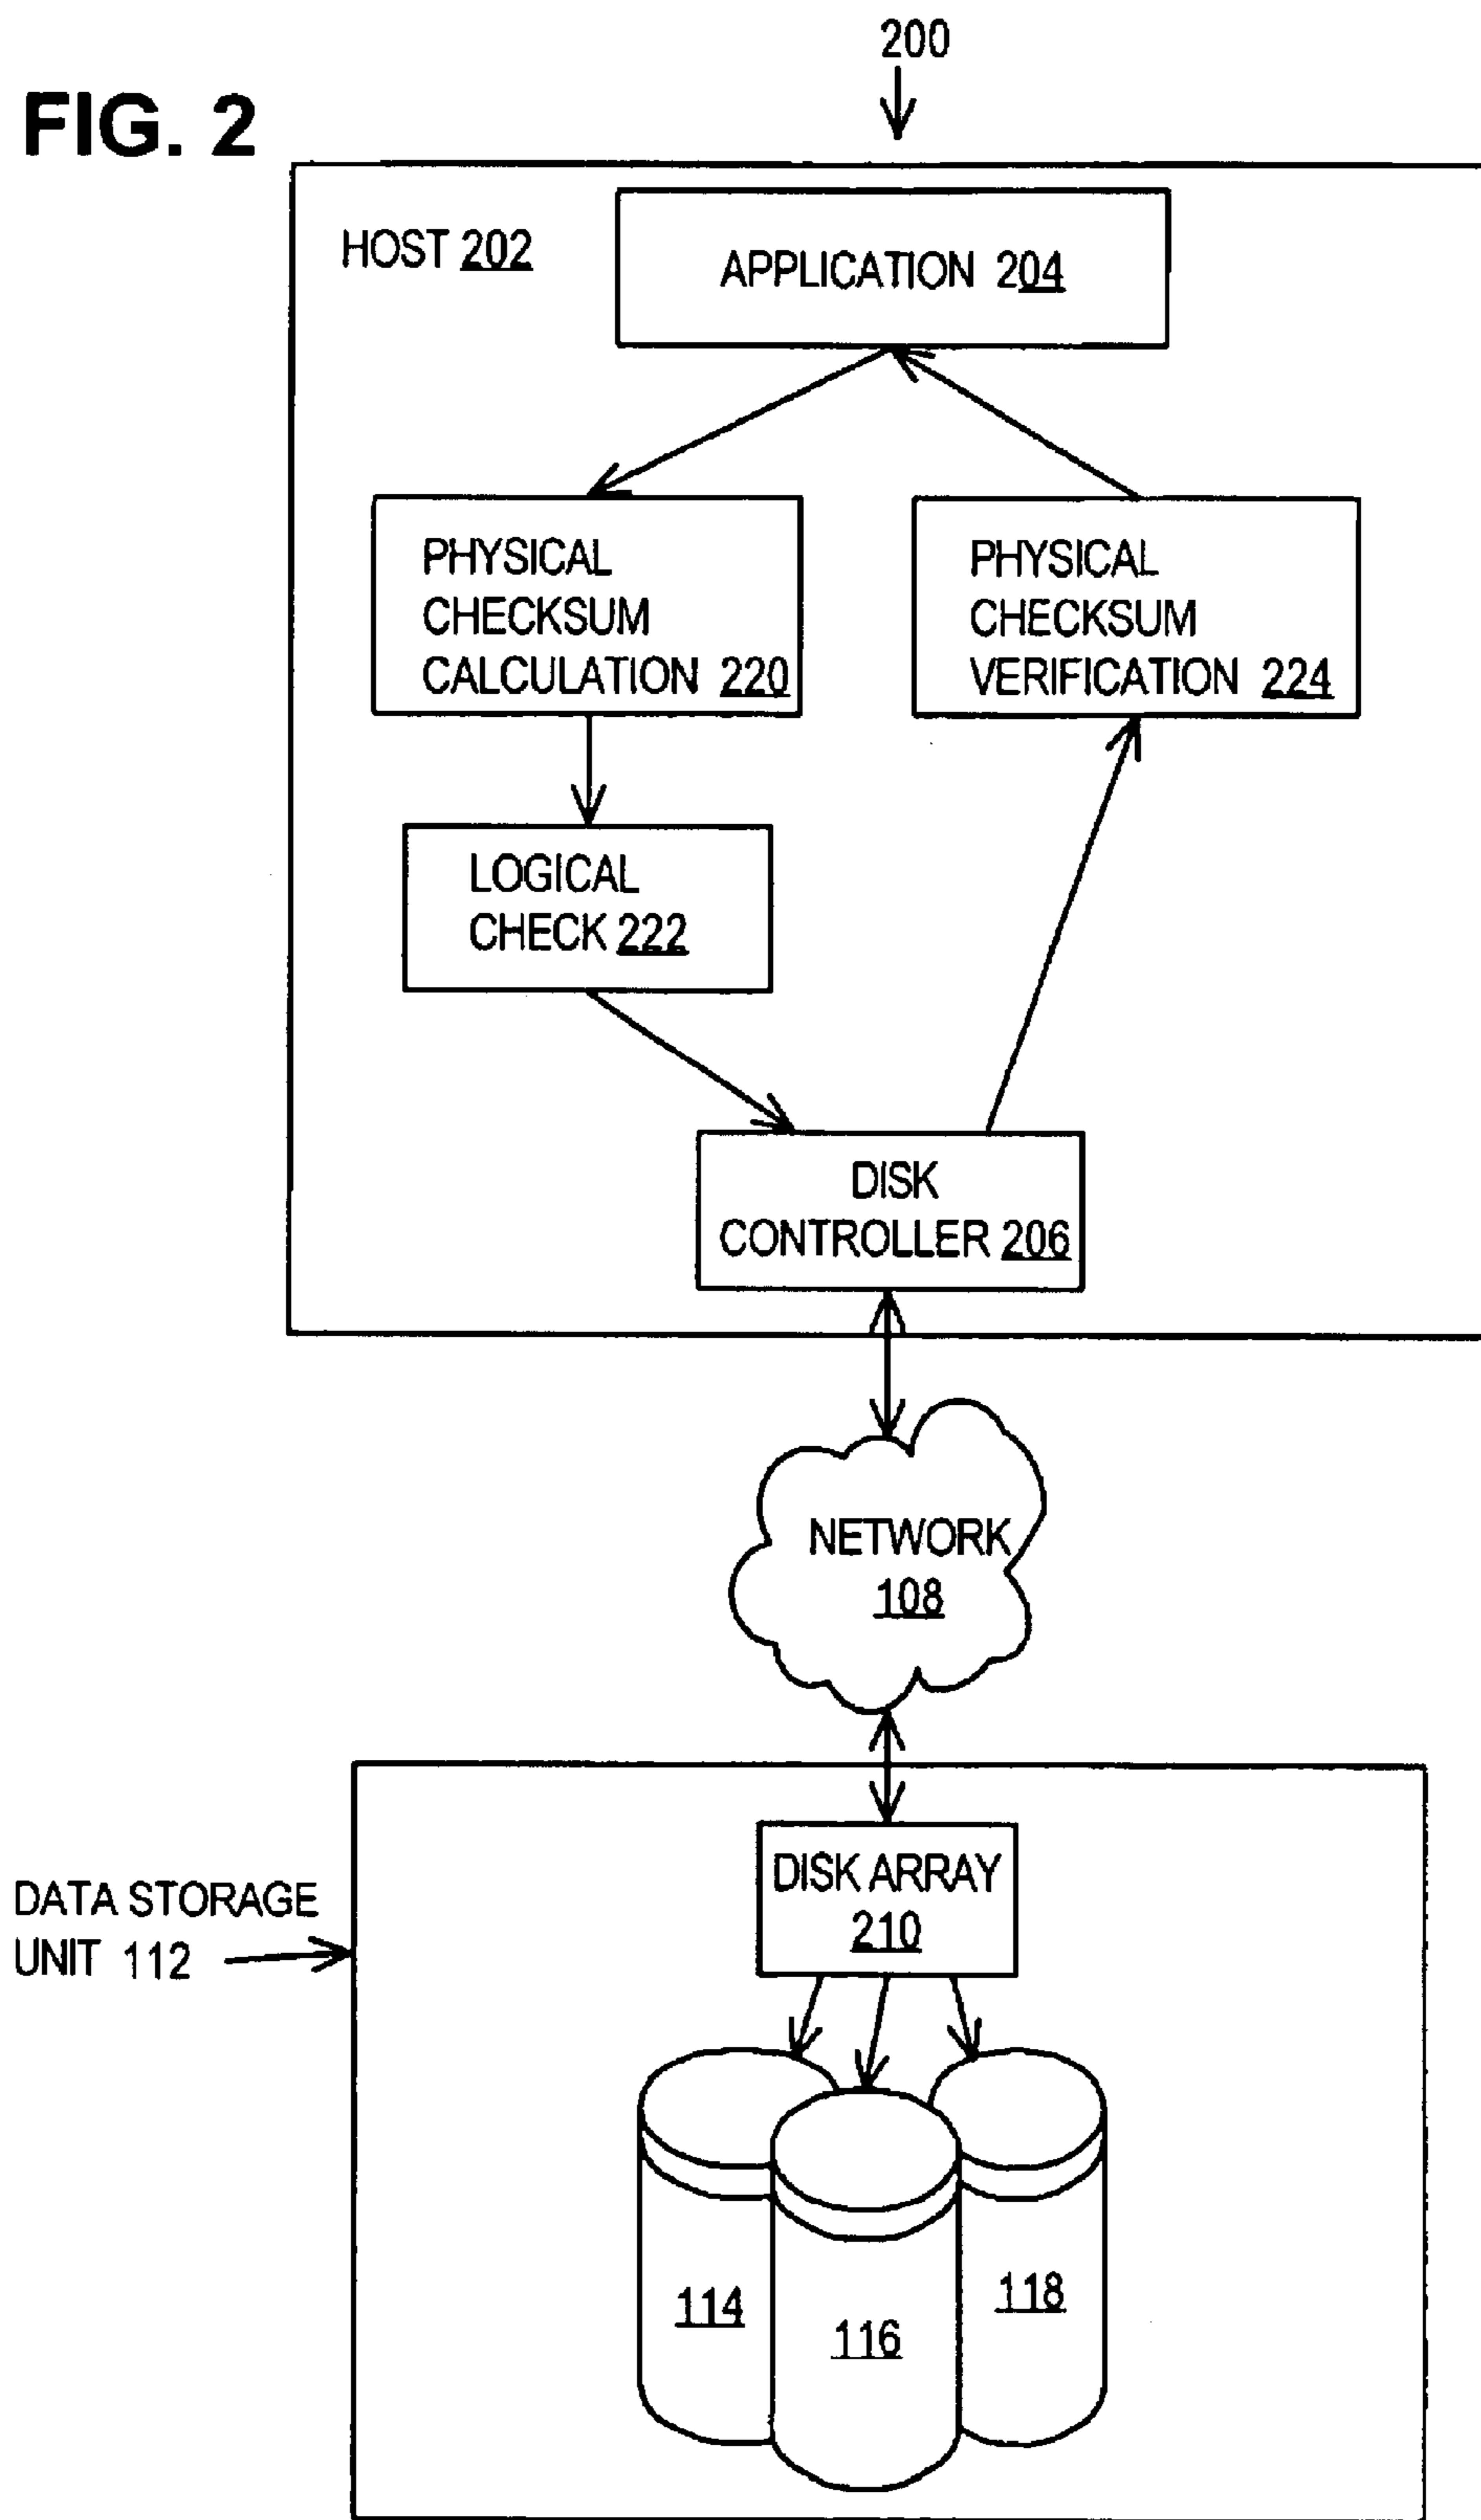 200
FIG. 2
HOST 202
APPLICATION 204
PHYSICAL
CHECKSUM
CALCULATION 220
PHYSICAL
CHECKSUM
VERIFICATION 224
LOGICAL
CHECK 222
DISK
CONTROLLER 206
NETWORK
108
DISK ARRAY
210
DATA STORAGE
UNIT 112
114
116
118